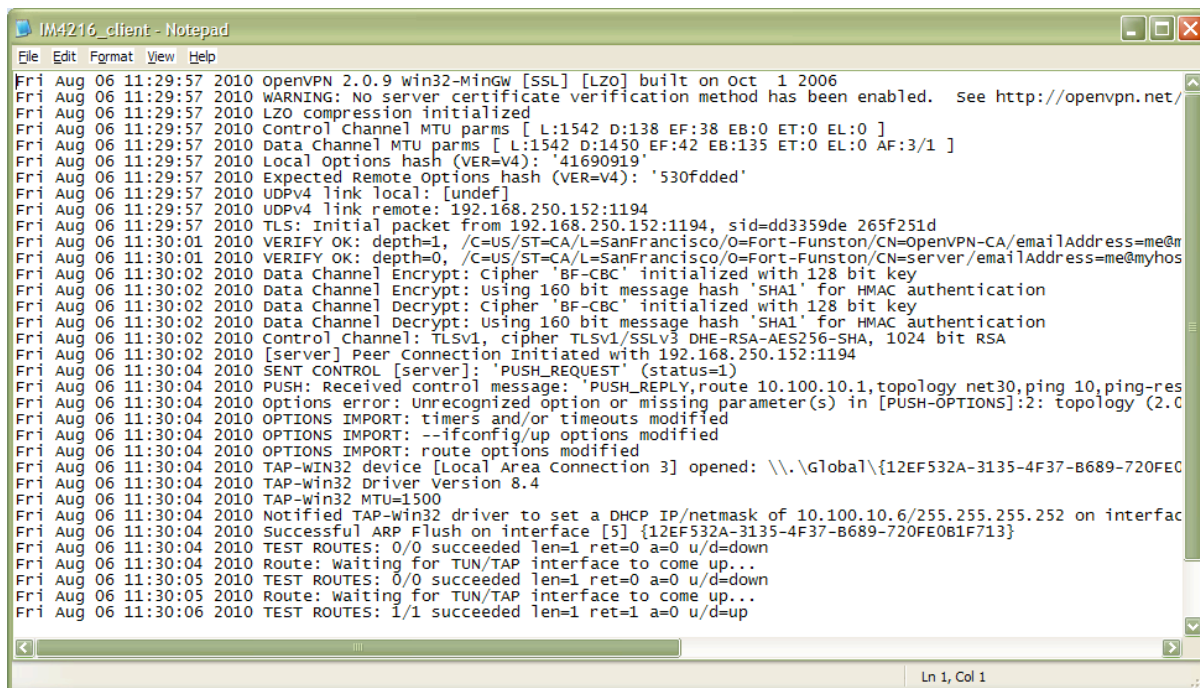 IM4216_client - Notepad
File Edit Format View Help
Fri Aug 06 11:29:57 2010 OpenVPN 2.0.9 Win32-MinGW [SSL] [LZO] built on Oct  1 2006
Fri Aug 06 11:29:57 2010 WARNING: No server certificate verification method has been enabled.  See http://openvpn.net/
Fri Aug 06 11:29:57 2010 LZO compression initialized
Fri Aug 06 11:29:57 2010 Control Channel MTU parms [ L:1542 D:138 EF:38 EB:0 ET:0 EL:0 ]
Fri Aug 06 11:29:57 2010 Data Channel MTU parms [ L:1542 D:1450 EF:42 EB:135 ET:0 EL:0 AF:3/1 ]
Fri Aug 06 11:29:57 2010 Local Options hash (VER=V4): '41690919'
Fri Aug 06 11:29:57 2010 Expected Remote Options hash (VER=V4): '530fdded'
Fri Aug 06 11:29:57 2010 UDPv4 link local: [undef]
Fri Aug 06 11:29:57 2010 UDPv4 link remote: 192.168.250.152:1194
Fri Aug 06 11:29:57 2010 TLS: Initial packet from 192.168.250.152:1194, sid=dd3359de 265f251d
Fri Aug 06 11:30:01 2010 VERIFY OK: depth=1, /C=US/ST=CA/L=SanFrancisco/O=Fort-Funston/CN=OpenVPN-CA/emailAddress=me@m
Fri Aug 06 11:30:01 2010 VERIFY OK: depth=0, /C=US/ST=CA/L=SanFrancisco/O=Fort-Funston/CN=server/emailAddress=me@myhos
Fri Aug 06 11:30:02 2010 Data Channel Encrypt: Cipher 'BF-CBC' initialized with 128 bit key
Fri Aug 06 11:30:02 2010 Data Channel Encrypt: Using 160 bit message hash 'SHA1' for HMAC authentication
Fri Aug 06 11:30:02 2010 Data Channel Decrypt: Cipher 'BF-CBC' initialized with 128 bit key
Fri Aug 06 11:30:02 2010 Data Channel Decrypt: Using 160 bit message hash 'SHA1' for HMAC authentication
Fri Aug 06 11:30:02 2010 Control Channel: TLSv1, cipher TLSv1/SSLv3 DHE-RSA-AES256-SHA, 1024 bit RSA
Fri Aug 06 11:30:02 2010 [server] Peer Connection Initiated with 192.168.250.152:1194
Fri Aug 06 11:30:04 2010 SENT CONTROL [server]: 'PUSH_REQUEST' (status=1)
Fri Aug 06 11:30:04 2010 PUSH: Received control message: 'PUSH_REPLY,route 10.100.10.1,topology net30,ping 10,ping-res
Fri Aug 06 11:30:04 2010 Options error: Unrecognized option or missing parameter(s) in [PUSH-OPTIONS]:2: topology (2.0
Fri Aug 06 11:30:04 2010 OPTIONS IMPORT: timers and/or timeouts modified
Fri Aug 06 11:30:04 2010 OPTIONS IMPORT: --ifconfig/up options modified
Fri Aug 06 11:30:04 2010 OPTIONS IMPORT: route options modified
Fri Aug 06 11:30:04 2010 TAP-WIN32 device [Local Area Connection 3] opened: \\.\Global\{12EF532A-3135-4F37-B689-720FE0
Fri Aug 06 11:30:04 2010 TAP-Win32 Driver Version 8.4
Fri Aug 06 11:30:04 2010 TAP-Win32 MTU=1500
Fri Aug 06 11:30:04 2010 Notified TAP-Win32 driver to set a DHCP IP/netmask of 10.100.10.6/255.255.255.252 on interfac
Fri Aug 06 11:30:04 2010 Successful ARP Flush on interface [5] {12EF532A-3135-4F37-B689-720FE0B1F713}
Fri Aug 06 11:30:04 2010 TEST ROUTES: 0/0 succeeded len=1 ret=0 a=0 u/d=down
Fri Aug 06 11:30:04 2010 Route: Waiting for TUN/TAP interface to come up...
Fri Aug 06 11:30:05 2010 TEST ROUTES: 0/0 succeeded len=1 ret=0 a=0 u/d=down
Fri Aug 06 11:30:05 2010 Route: Waiting for TUN/TAP interface to come up...
Fri Aug 06 11:30:06 2010 TEST ROUTES: 1/1 succeeded len=1 ret=1 a=0 u/d=up
Ln 1, Col 1